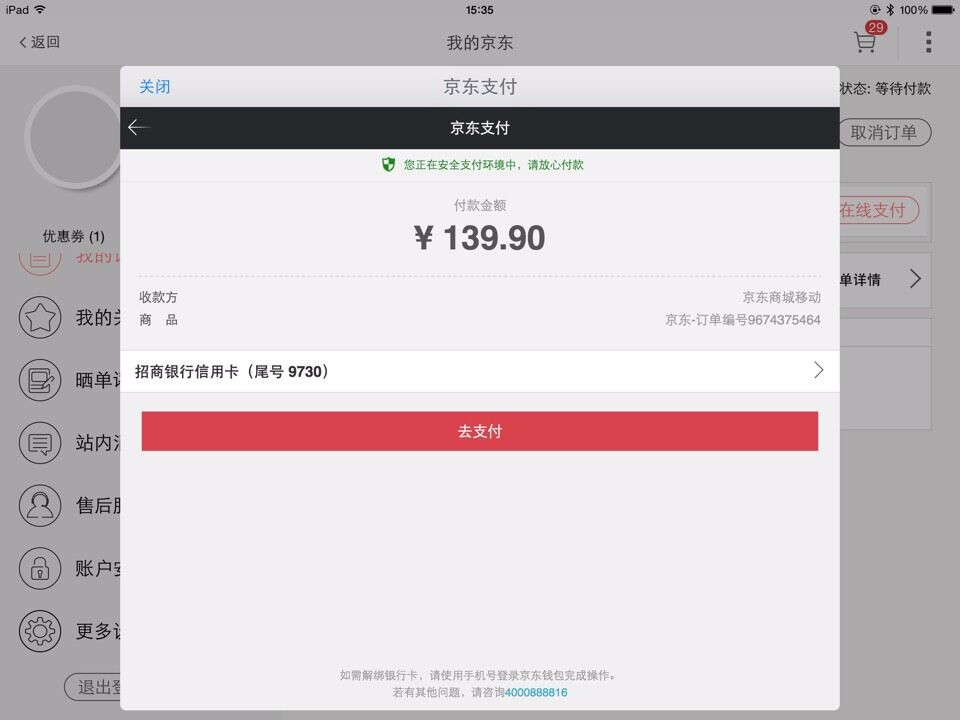 iPad
15:35
100%
返回
我的京东
29
关闭
京东支付
状态: 等待付款
京东支付
取消订单
您正在安全支付环境中，请放心付款
付款金额
¥ 139.90
在线支付
优惠券 (1)
我的
单详情
收款方
京东商城移动
商 品
京东-订单编号9674375464
我的
招商银行信用卡（尾号 9730）
晒单
去支付
站内
售后
账户
更多
退出
如需解绑银行卡，请使用手机号登录京东钱包完成操作。
若有其他问题，请咨询4000888816